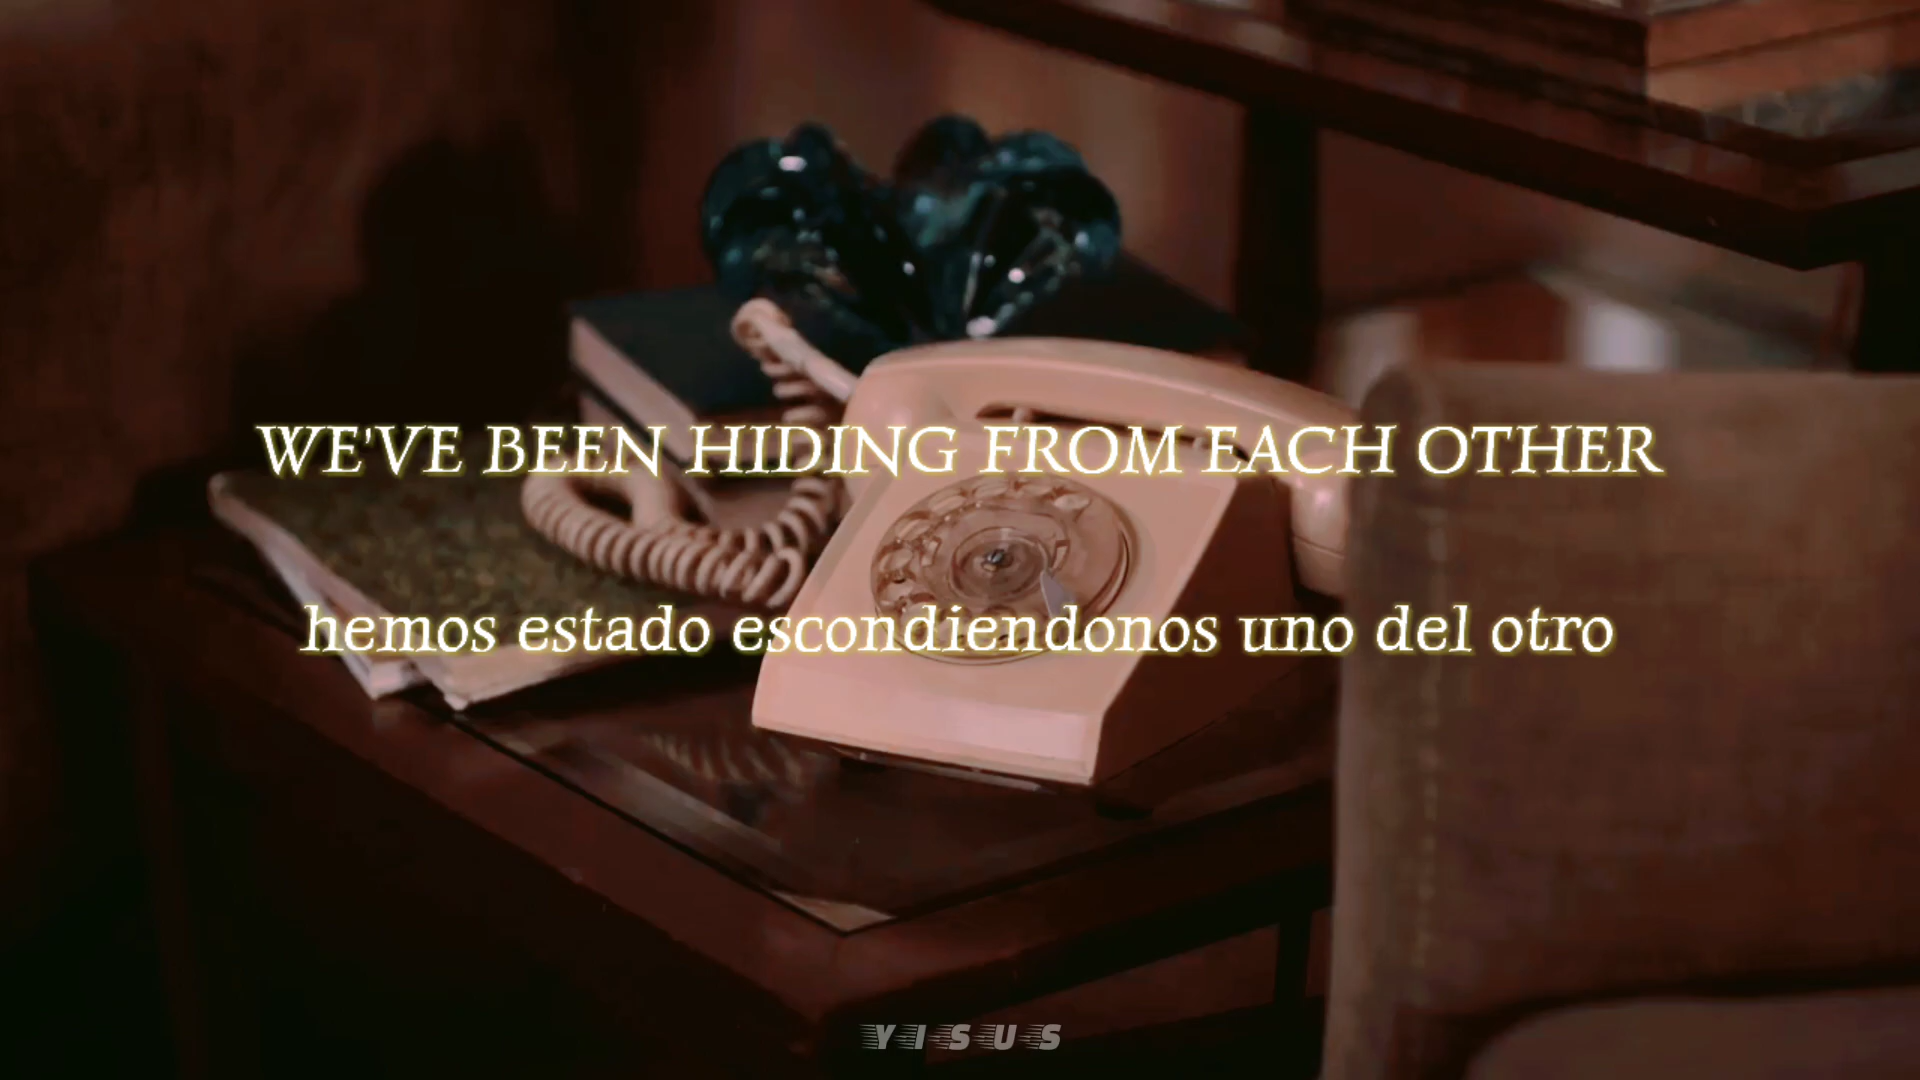 WE'VE BEEN HIDING FROM EACH OTHER
hemos estado escondiendonos uno del otro
YISUS